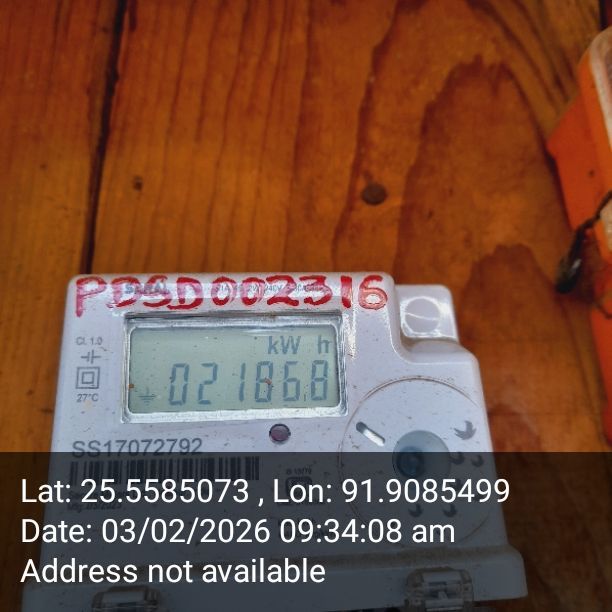 PDSD002316
Cl. 1.0
kW h
021868
27°C
SS17072792
Lat: 25.5585073 , Lon: 91.9085499
Date: 03/02/2026 09:34:08 am
Address not available